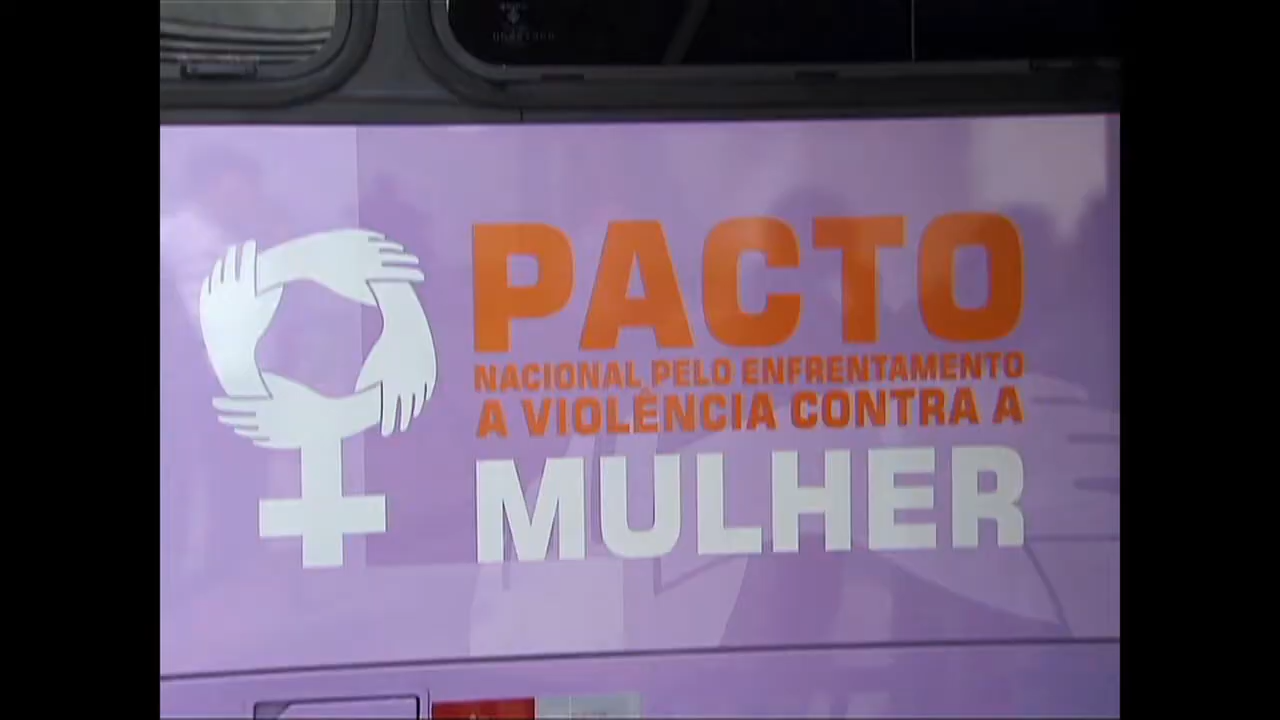 PACTO
NACIONAL PELO ENFRENTAMENTO
A VIOLÊNCIA CONTRA A
MULHER